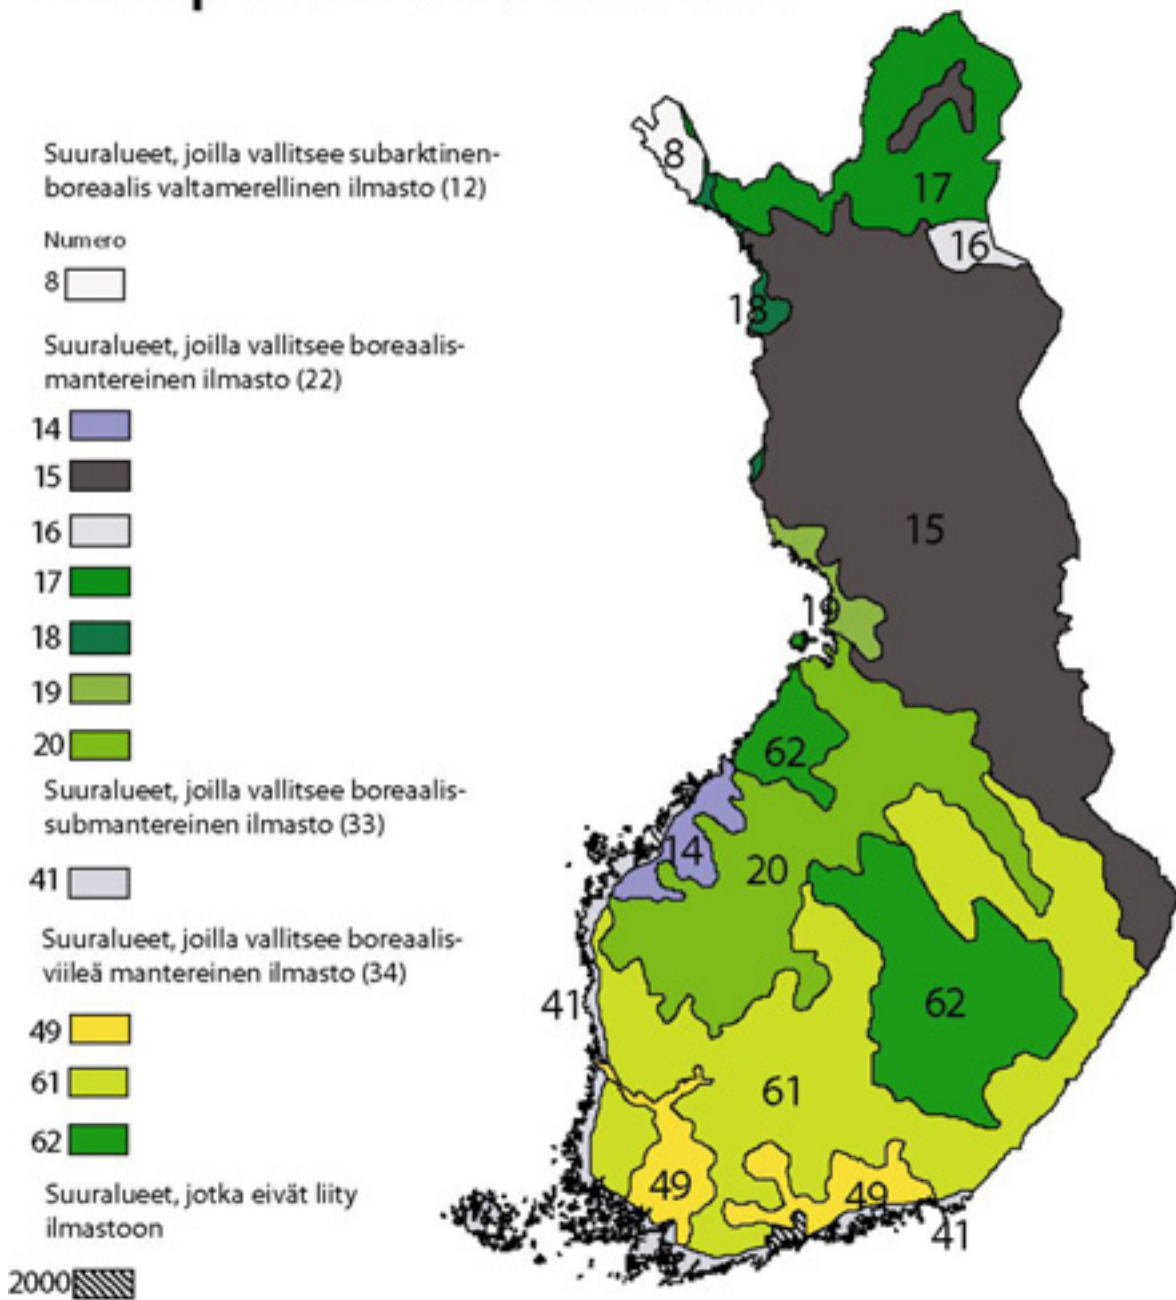 Suuralueet, joilla vallitsee subarktinen-
boreaalis valtamerellinen ilmasto (12)
Numero
8
Suuralueet, joilla vallitsee boreaalis-
mantereinen ilmasto (22)
14
15
16
17
18
19
20
Suuralueet, joilla vallitsee boreaalis-
submantereinen ilmasto (33)
41
Suuralueet, joilla vallitsee boreaalis-
viileä mantereinen ilmasto (34)
49
61
62
Suuralueet, jotka eivät liity
ilmastoon
2000
8
17
16
18
15
19
62
14
20
41
62
61
49
49
41